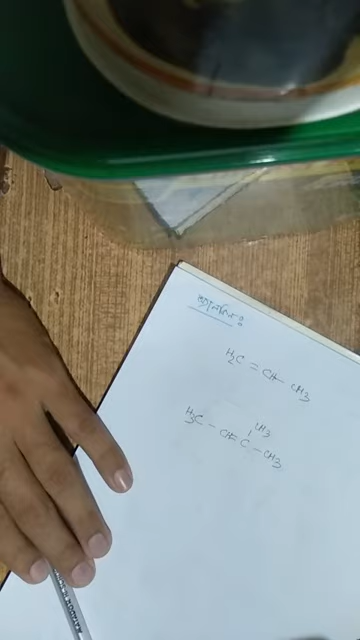 H₂C = CH – CH₃
CH₃
H₃C – CH = C – CH₃